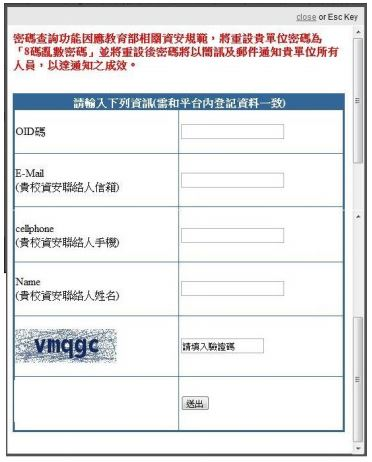 close or Esc Key
密碼查詢功能因應教育部相關資安規範，將重設貴單位密碼為
「8碼亂數密碼」並將重設後密碼將以簡訊及郵件通知貴單位所有
人員，以達通知之成效。
請輸入下列資訊(需和平台內登記資料一致)
OID碼
E-Mail
(貴校資安聯絡人信箱)
cellphone
(貴校資安聯絡人手機)
Name
(貴校資安聯絡人姓名)
vmqgc
請填入驗證碼
送出